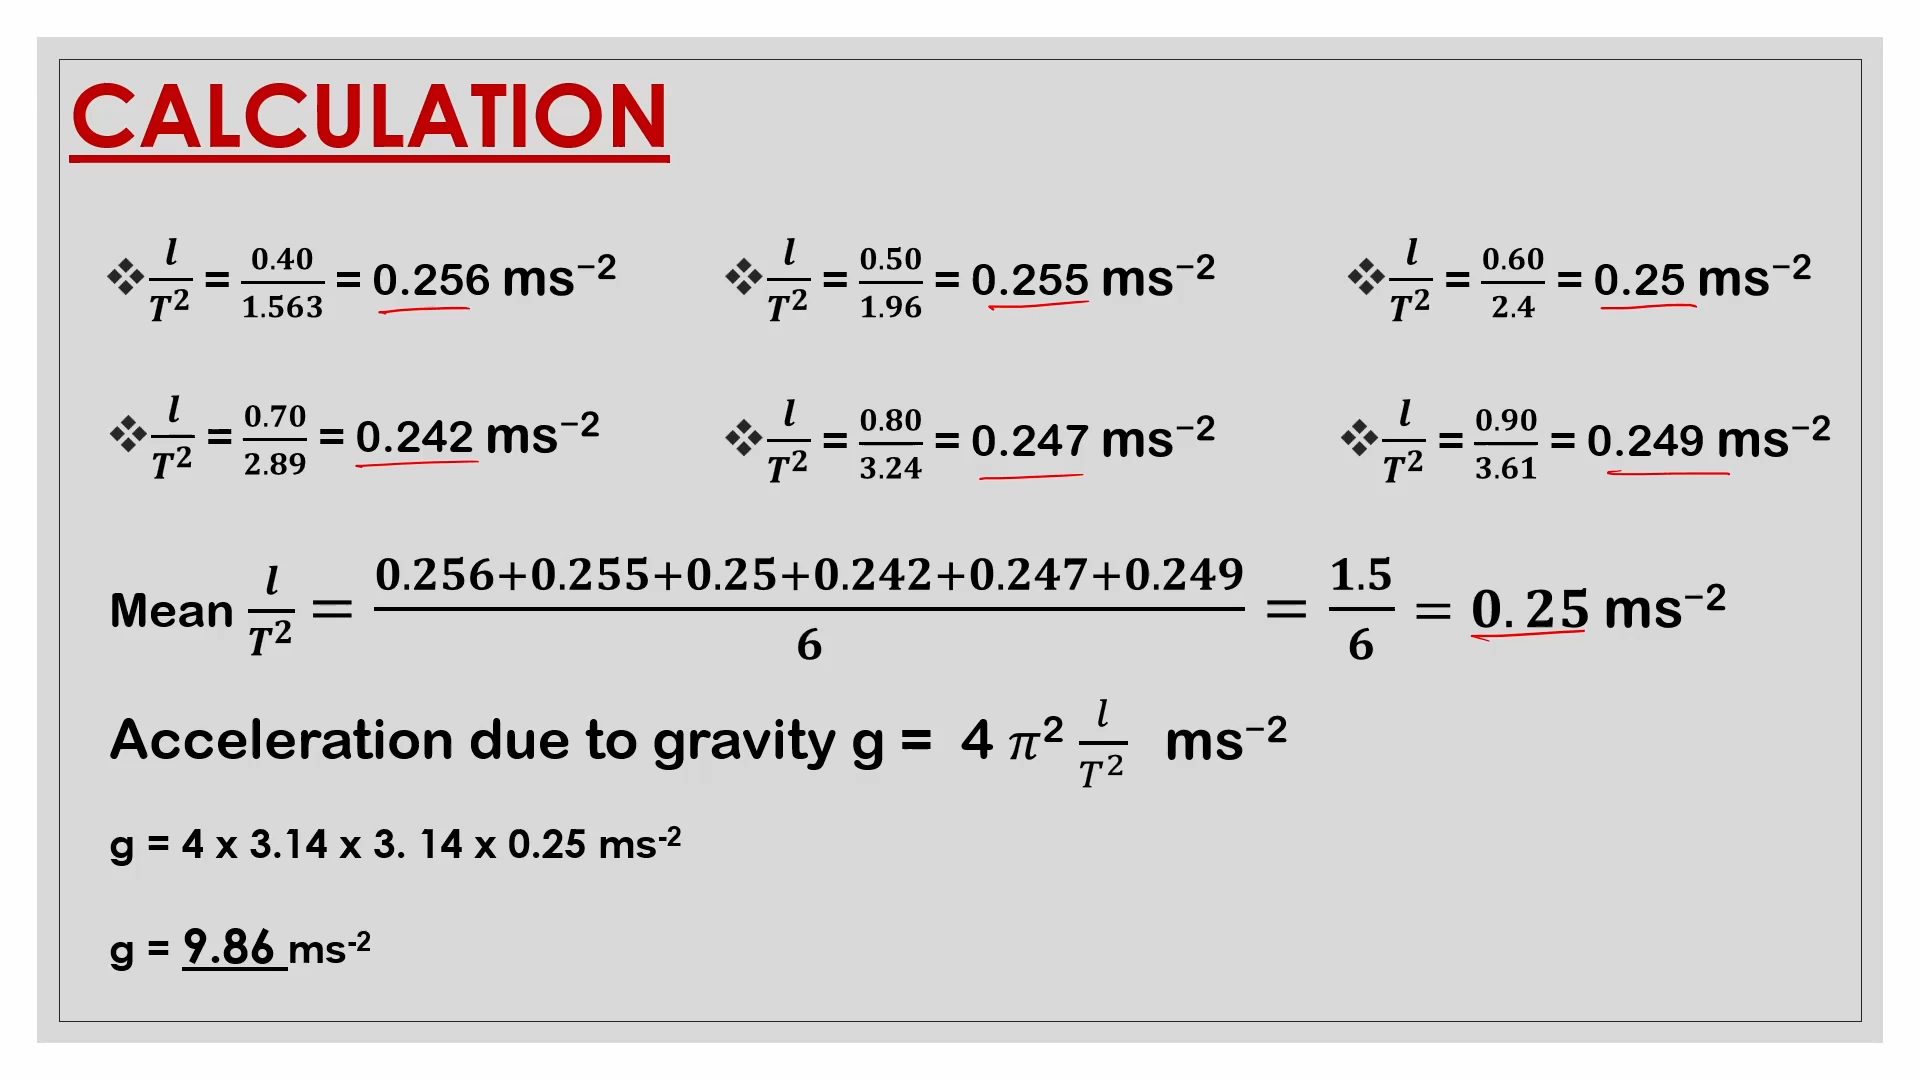 CALCULATION
❖ l/T² = 0.40/1.563 = 0.256 ms⁻² ❖ l/T² = 0.50/1.96 = 0.255 ms⁻² ❖ l/T² = 0.60/2.4 = 0.25 ms⁻²
❖ l/T² = 0.70/2.89 = 0.242 ms⁻² ❖ l/T² = 0.80/3.24 = 0.247 ms⁻² ❖ l/T² = 0.90/3.61 = 0.249 ms⁻²
Mean l/T² = 0.256+0.255+0.25+0.242+0.247+0.249/6 = 1.5/6 = 0.25 ms⁻²
Acceleration due to gravity g = 4 π² l/T² ms⁻²
g = 4 x 3.14 x 3. 14 x 0.25 ms⁻²
g = 9.86 ms⁻²